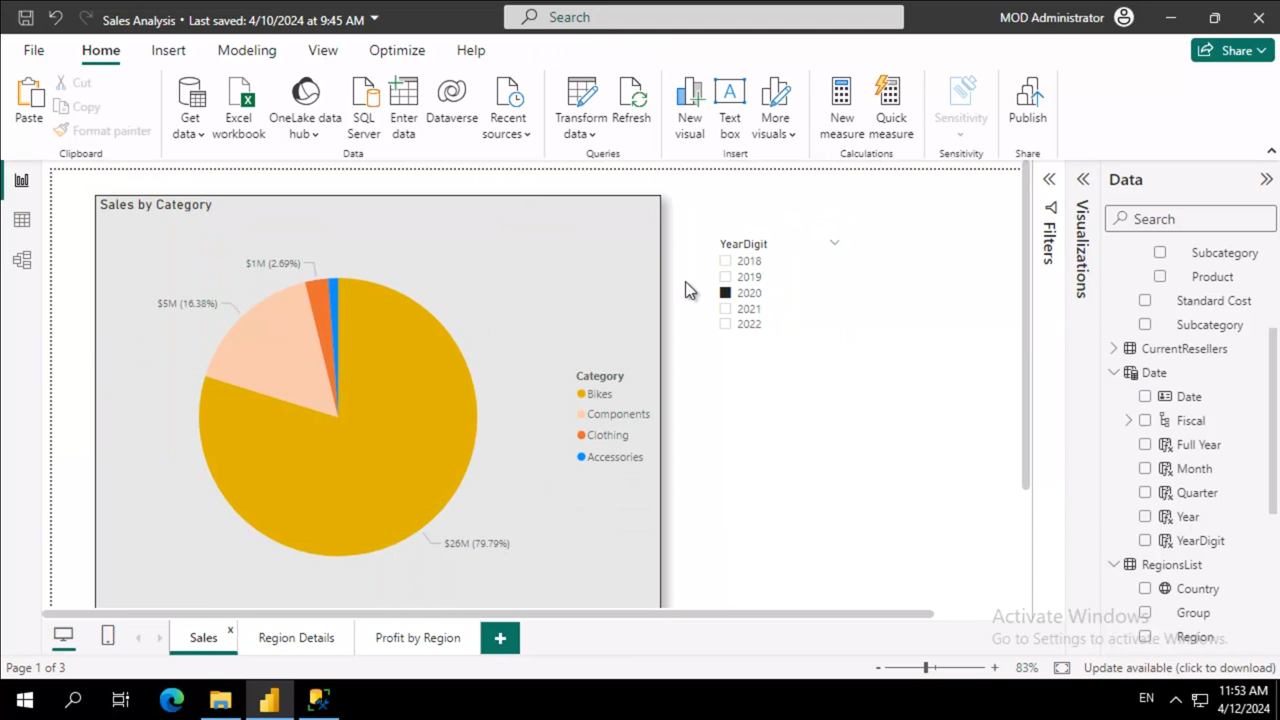 Sales Analysis • Last saved: 4/10/2024 at 9:45 AM
Search
MOD Administrator
File
Home
Insert
Modeling
View
Optimize
Help
Share
Paste
Cut
Copy
Format painter
Get data
Excel workbook
OneLake data hub
SQL Server
Enter data
Dataverse
Recent sources
Transform data
Refresh
New visual
Text box
More visuals
New measure
Quick measure
Sensitivity
Publish
Clipboard
Data
Queries
Insert
Calculations
Sensitivity
Share
Sales by Category
$1M (2.69%)
$5M (16.38%)
$26M (79.79%)
Category
Bikes
Components
Clothing
Accessories
YearDigit
2018
2019
2020
2021
2022
Filters
Visualizations
Data
Search
Subcategory
Product
Standard Cost
Subcategory
CurrentResellers
Date
Date
Fiscal
Full Year
Month
Quarter
Year
YearDigit
RegionsList
Country
Group
Region
Activate Windows
Go to Settings to activate Windows.
Sales
x
Region Details
Profit by Region
+
Page 1 of 3
- + 83%
Update available (click to download)
EN
11:53 AM
4/12/2024